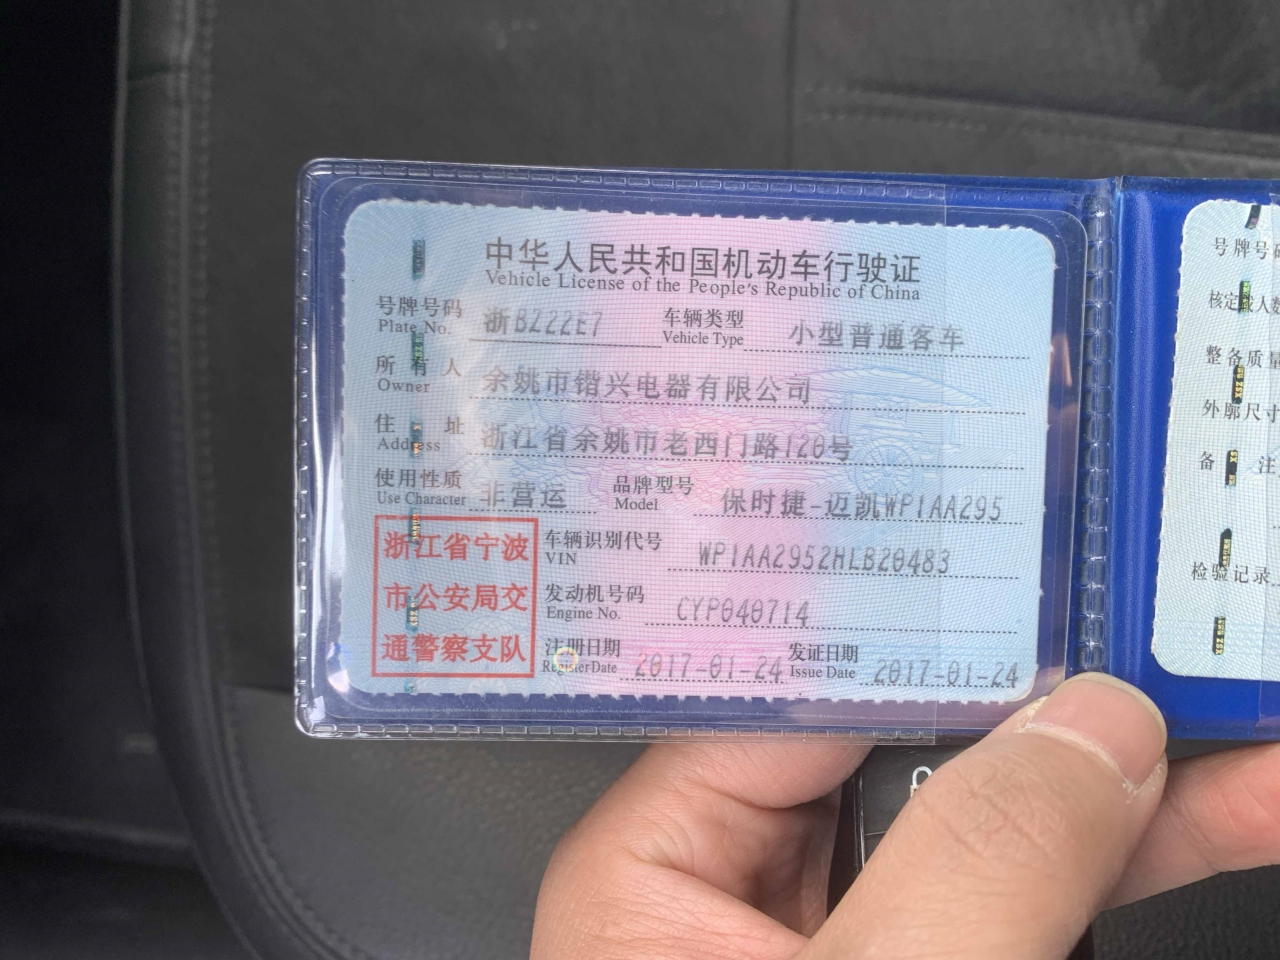 中华人民共和国机动车行驶证
Vehicle License of the People's Republic of China
号牌号码 浙BZ22E7 车辆类型 小型普通客车
Plate No. Vehicle Type
所有人 余姚市锴兴电器有限公司
Owner
住址 浙江省余姚市老西门路120号
Address
使用性质 非营运 品牌型号 保时捷-迈凯WP1AA295
Use Character Model
浙江省宁波
市公安局交
通警察支队
车辆识别代号 WP1AA2952HLB20483
VIN
发动机号码 CYP040714
Engine No.
注册日期 2017-01-24 发证日期 2017-01-24
Register Date Issue Date
号牌号码
核定载人数
整备质量
外廓尺寸
备注
检验记录